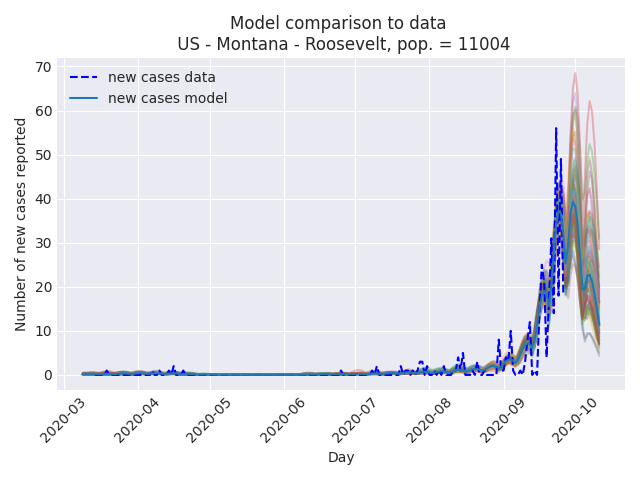 Model comparison to data
US - Montana - Roosevelt, pop. = 11004
new cases data
new cases model
Number of new cases reported
70
60
50
40
30
20
10
0
2020-03
2020-04
2020-05
2020-06
2020-07
2020-08
2020-09
2020-10
Day